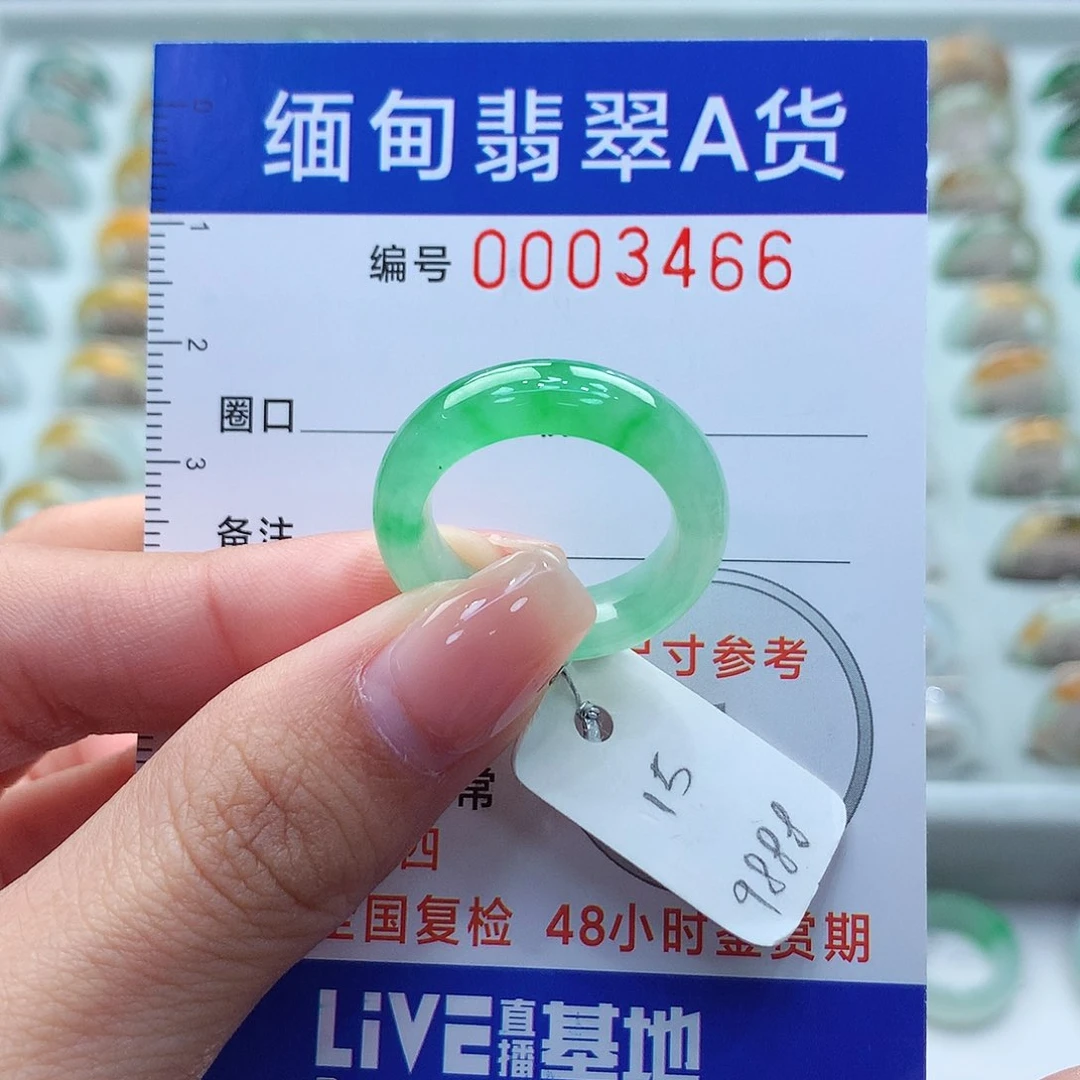 缅甸翡翠A货
编号 0003466
0
1
2
3
圈口
备注
寸参考
常
四
15
9888
全国复检 48小时鉴赏期
LiVE直播基地